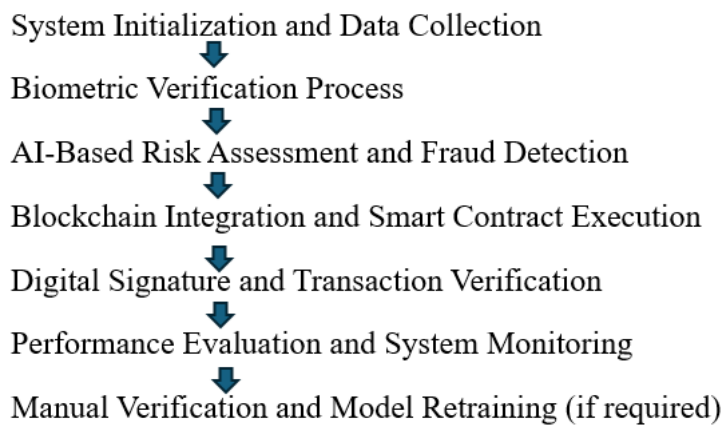 System Initialization and Data Collection
Biometric Verification Process
AI-Based Risk Assessment and Fraud Detection
Blockchain Integration and Smart Contract Execution
Digital Signature and Transaction Verification
Performance Evaluation and System Monitoring
Manual Verification and Model Retraining (if required)